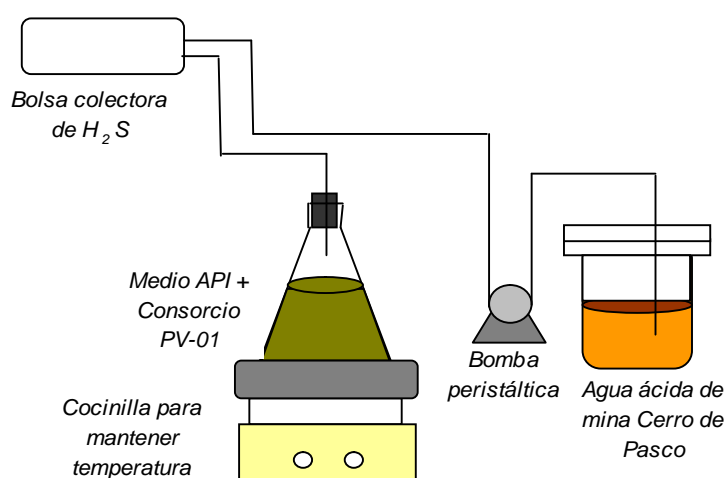 Bolsa colectora
de H2S
Medio API +
Consorcio
PV-01
Bomba
peristáltica
Agua ácida de
mina Cerro de
Pasco
Cocinilla para
mantener
temperatura